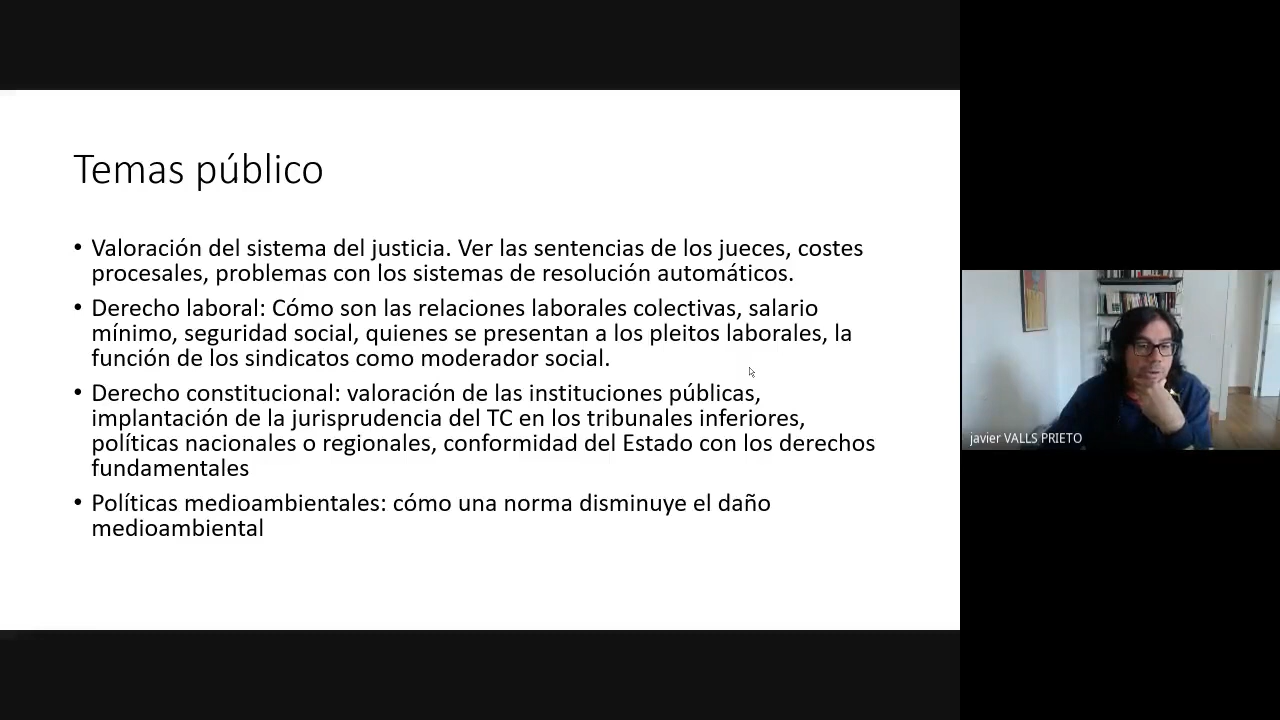 Temas público
• Valoración del sistema del justicia. Ver las sentencias de los jueces, costes
procesales, problemas con los sistemas de resolución automáticos.
• Derecho laboral: Cómo son las relaciones laborales colectivas, salario
mínimo, seguridad social, quienes se presentan a los pleitos laborales, la
función de los sindicatos como moderador social.
• Derecho constitucional: valoración de las instituciones públicas,
implantación de la jurisprudencia del TC en los tribunales inferiores,
políticas nacionales o regionales, conformidad del Estado con los derechos
fundamentales
• Políticas medioambientales: cómo una norma disminuye el daño
medioambiental
javier VALLS PRIETO